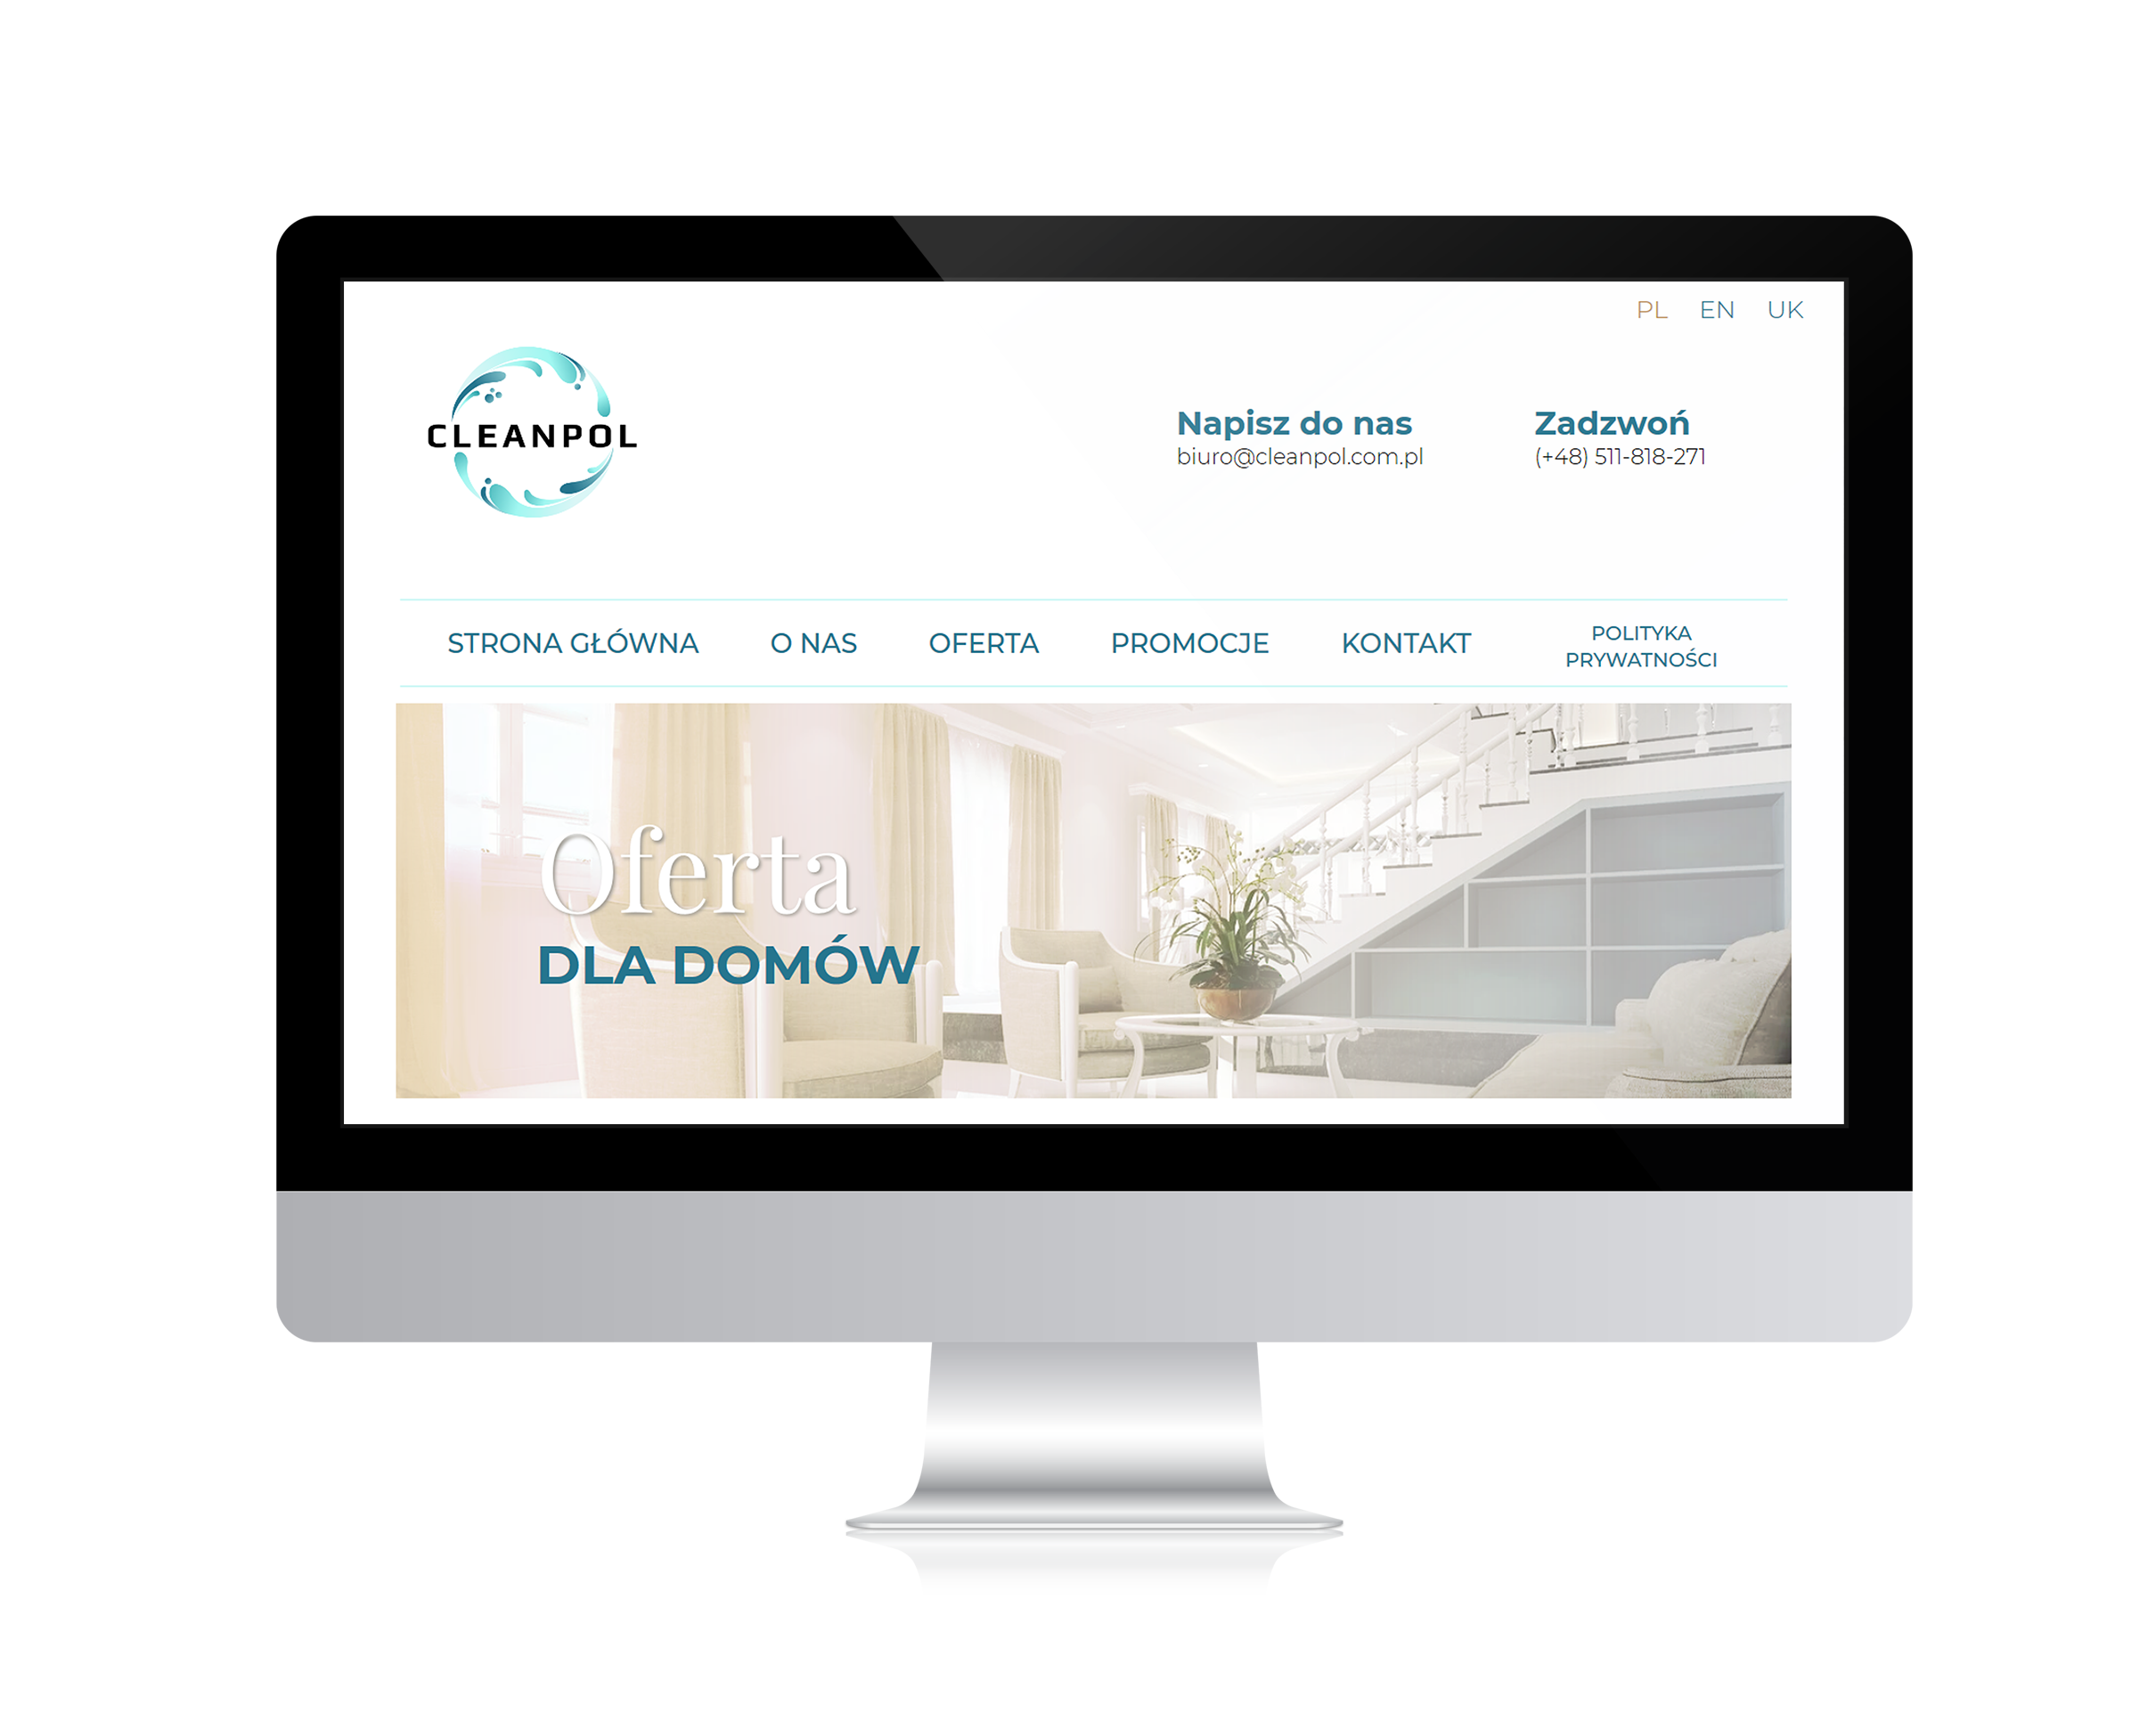 PL EN UK
CLEANPOL
Napisz do nas
biuro@cleanpol.com.pl
Zadzwoń
(+48) 511-818-271
STRONA GŁÓWNA
O NAS
OFERTA
PROMOCJE
KONTAKT
POLITYKA
PRYWATNOŚCI
Oferta
DLA DOMÓW